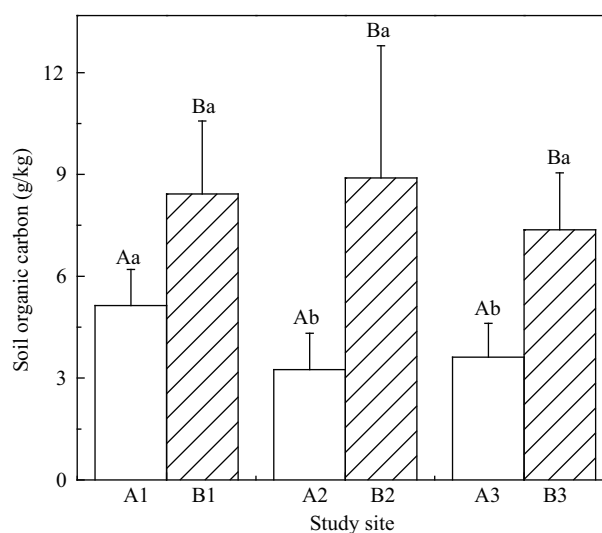 Soil organic carbon (g/kg)
12
9
6
3
0
Aa
Ba
Ab
Ba
Ab
Ba
A1 B1 A2 B2 A3 B3
Study site